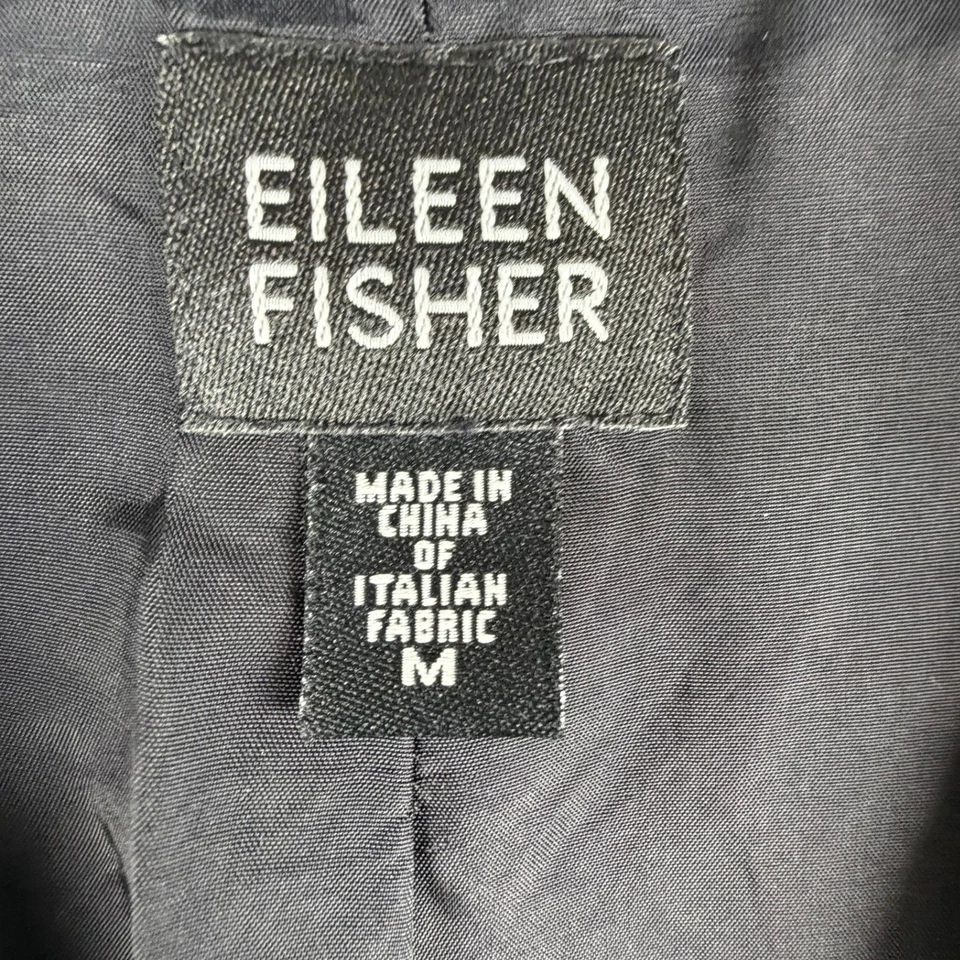 EILEEN
FISHER
MADE IN
CHINA
OF
ITALIAN
FABRIC
M